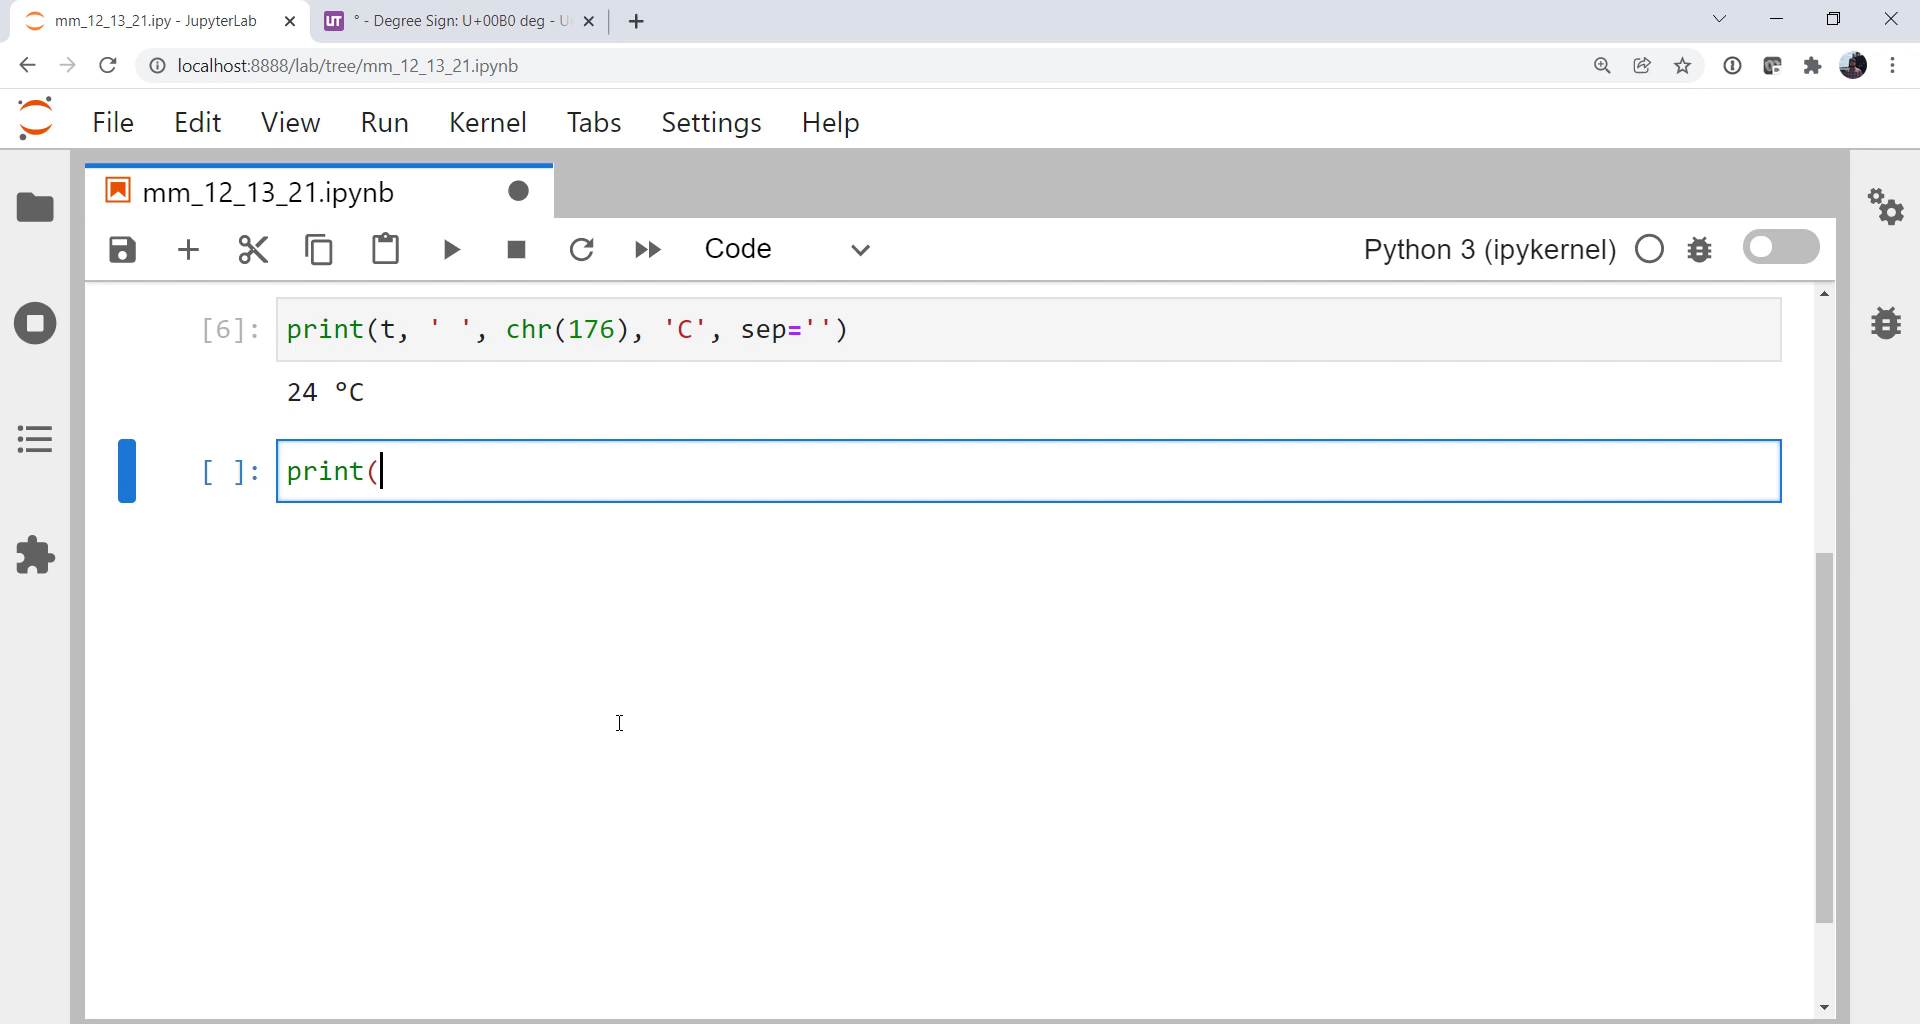 mm_12_13_21.ipy - JupyterLab
UT ° - Degree Sign: U+00B0 deg - U
localhost:8888/lab/tree/mm_12_13_21.ipynb
File Edit View Run Kernel Tabs Settings Help
mm_12_13_21.ipynb
Code Python 3 (ipykernel)
[6]: print(t, ' ', chr(176), 'C', sep='')
24 °C
[ ]: print(